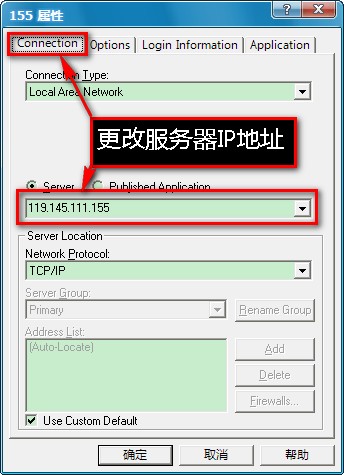 155 属性
Connection Options Login Information Application
Connection Type:
Local Area Network
更改服务器IP地址
Server Published Application
119.145.111.155
Server Location
Network Protocol:
TCP/IP
Server Group:
Primary Rename Group
Address List:
(Auto-Locate)
Add
Delete
Firewalls...
Use Custom Default
确定 取消 帮助